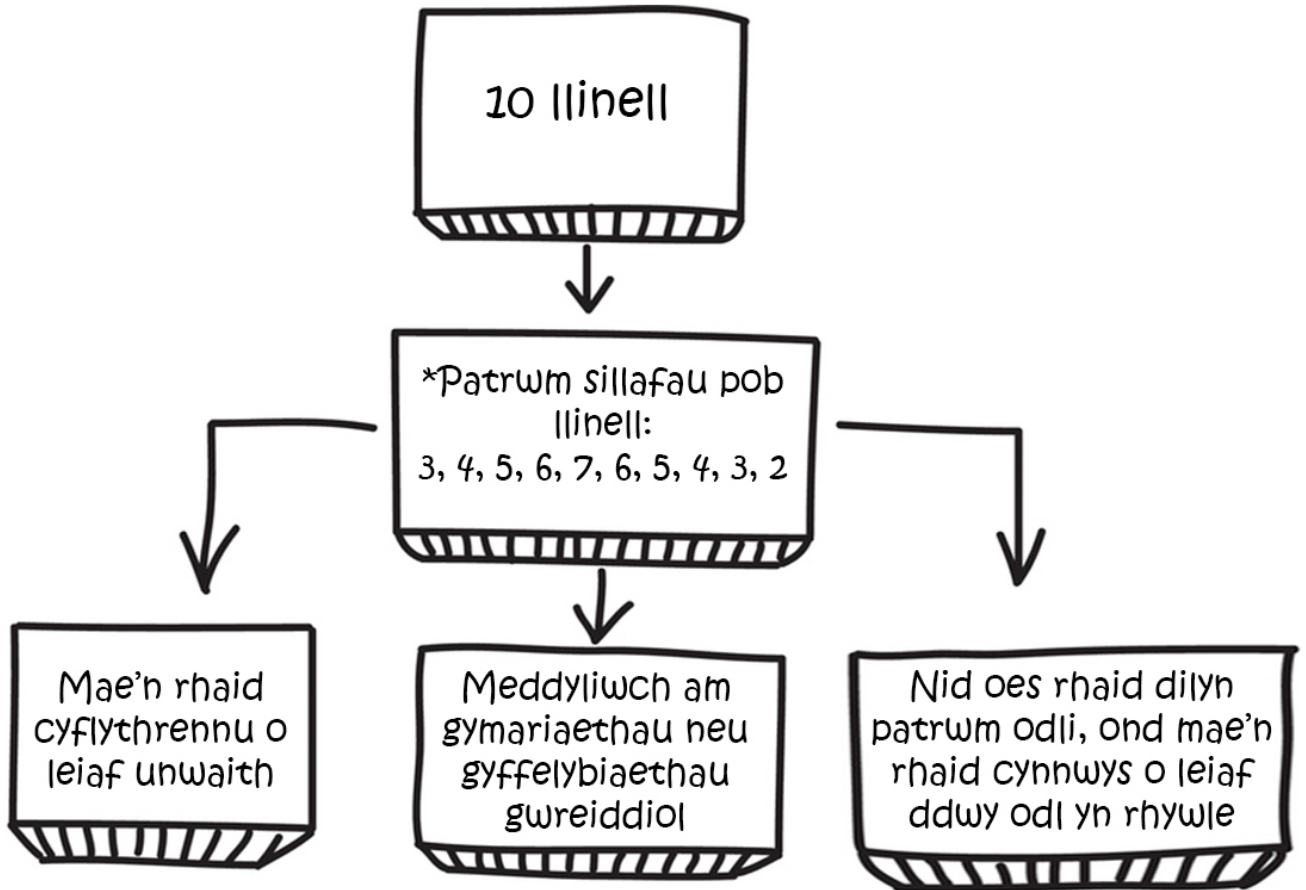 10 llinell
*Patrwm sillafau pob
llinell:
3, 4, 5, 6, 7, 6, 5, 4, 3, 2
Mae'n rhaid
cyflythrennu o
leiaf unwaith
Meddyliwch am
gymariaethau neu
gyffelybiaethau
gwreiddiol
Nid oes rhaid dilyn
patrwm odli, ond mae'n
rhaid cynnwys o leiaf
ddwy odl yn rhywle